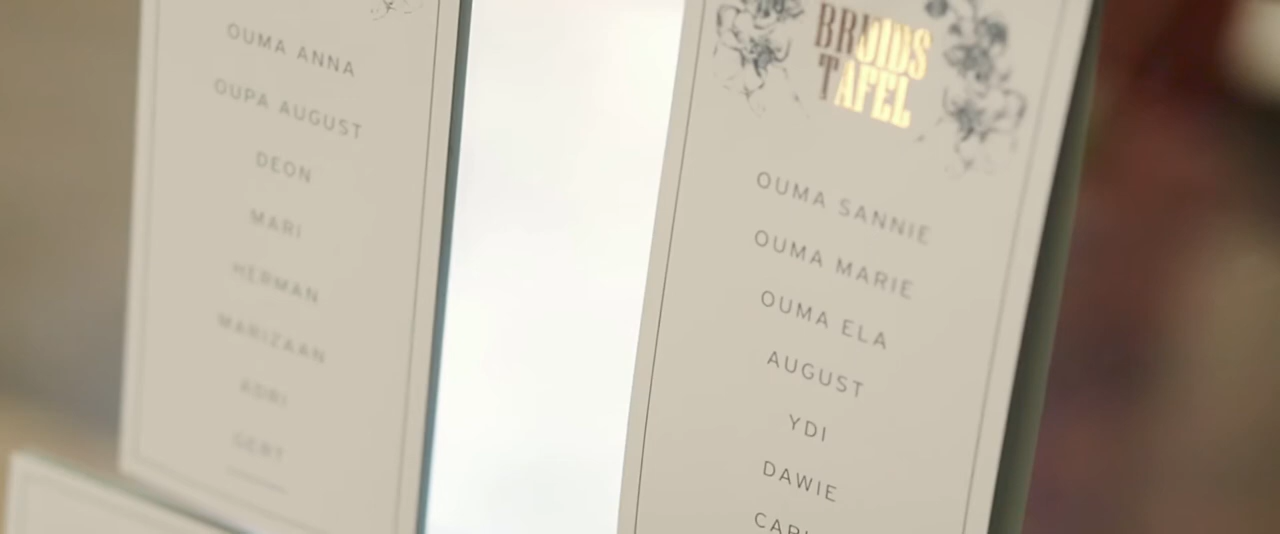 OUMA ANNA
OUPA AUGUST
DEON
MARI
HERMAN
MARIZAAN
BRUIDS
TAFEL
OUMA SANNIE
OUMA MARIE
OUMA ELA
AUGUST
YDI
DAWIE